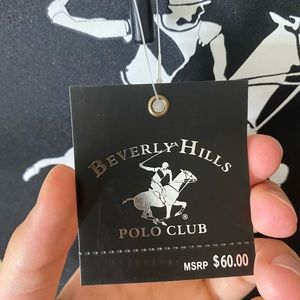 BEVERLY HILLS
®
POLO CLUB
MSRP $60.00